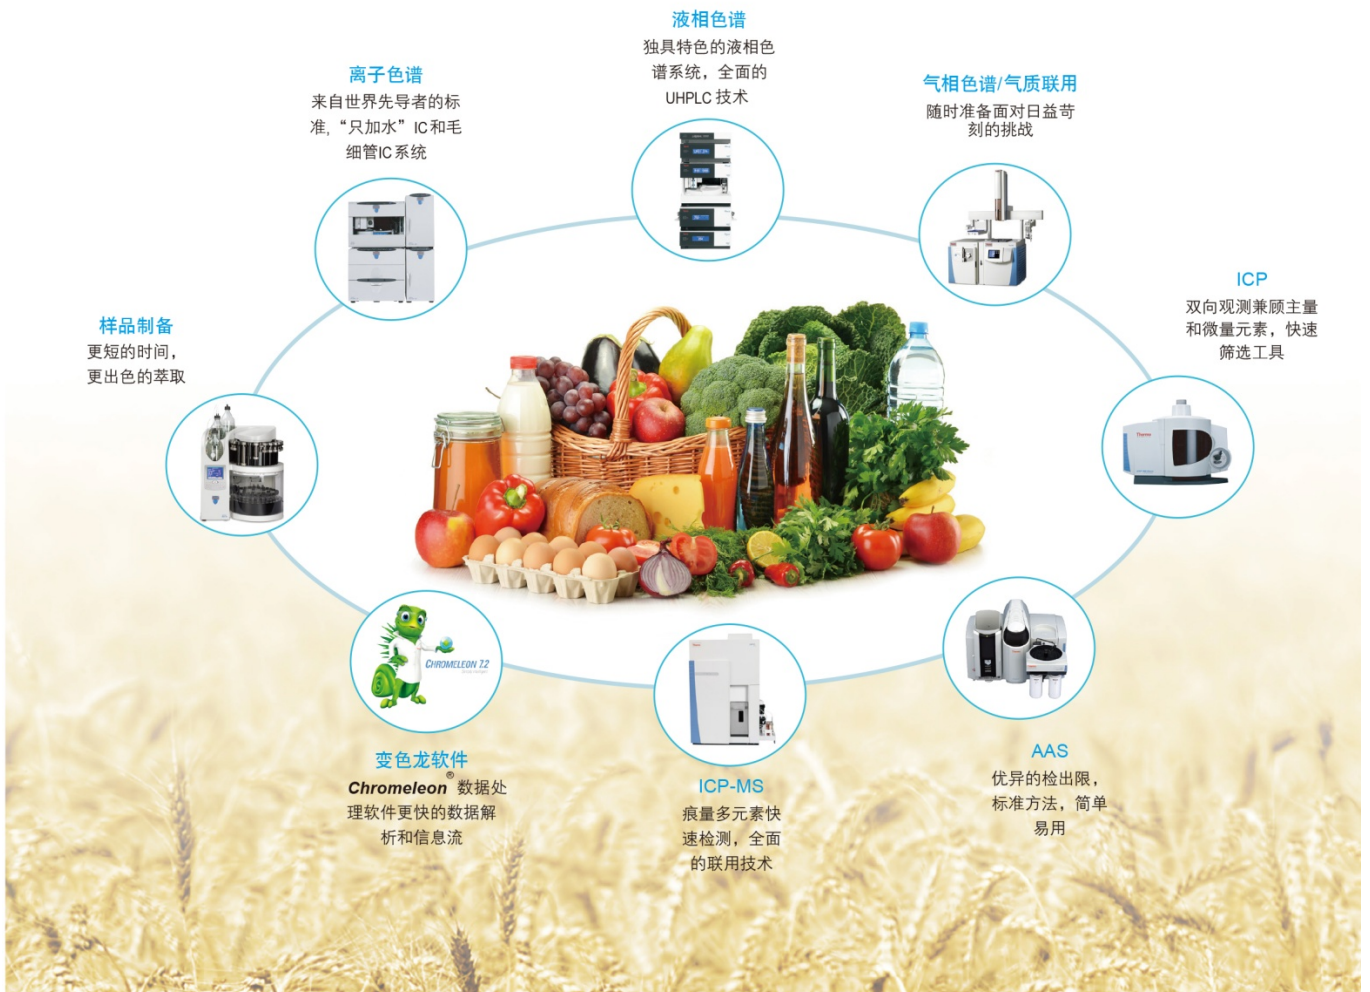 液相色谱
独具特色的液相色
谱系统，全面的
UHPLC 技术
离子色谱
来自世界先导者的标
准，“只加水” IC和毛
细管IC系统
气相色谱/气质联用
随时准备面对日益苛
刻的挑战
ICP
双向观测兼顾主量
和微量元素，快速
筛选工具
样品制备
更短的时间，
更出色的萃取
Thermo
CHROMELEON 7.2
变色龙软件
Chromeleon® 数据处
理软件更快的数据解
析和信息流
ICP-MS
痕量多元素快
速检测，全面
的联用技术
AAS
优异的检出限，
标准方法，简单
易用